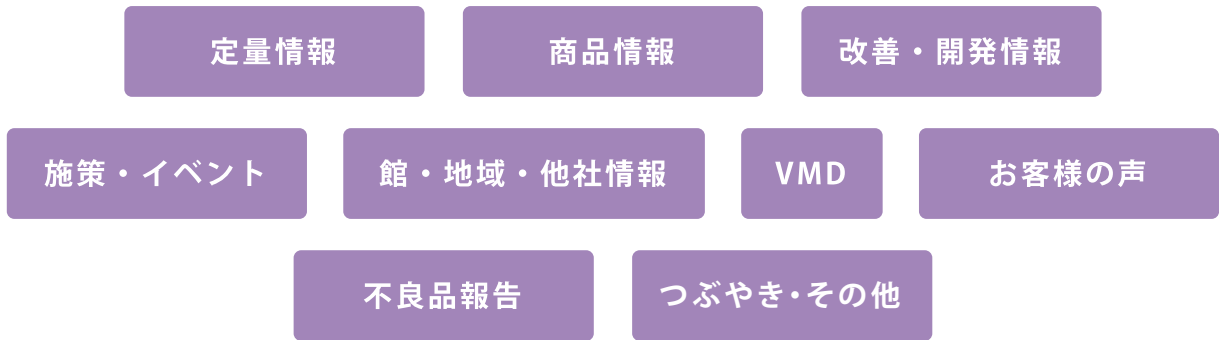 定量情報
商品情報
改善・開発情報
施策・イベント
館・地域・他社情報
VMD
お客様の声
不良品報告
つぶやき・その他